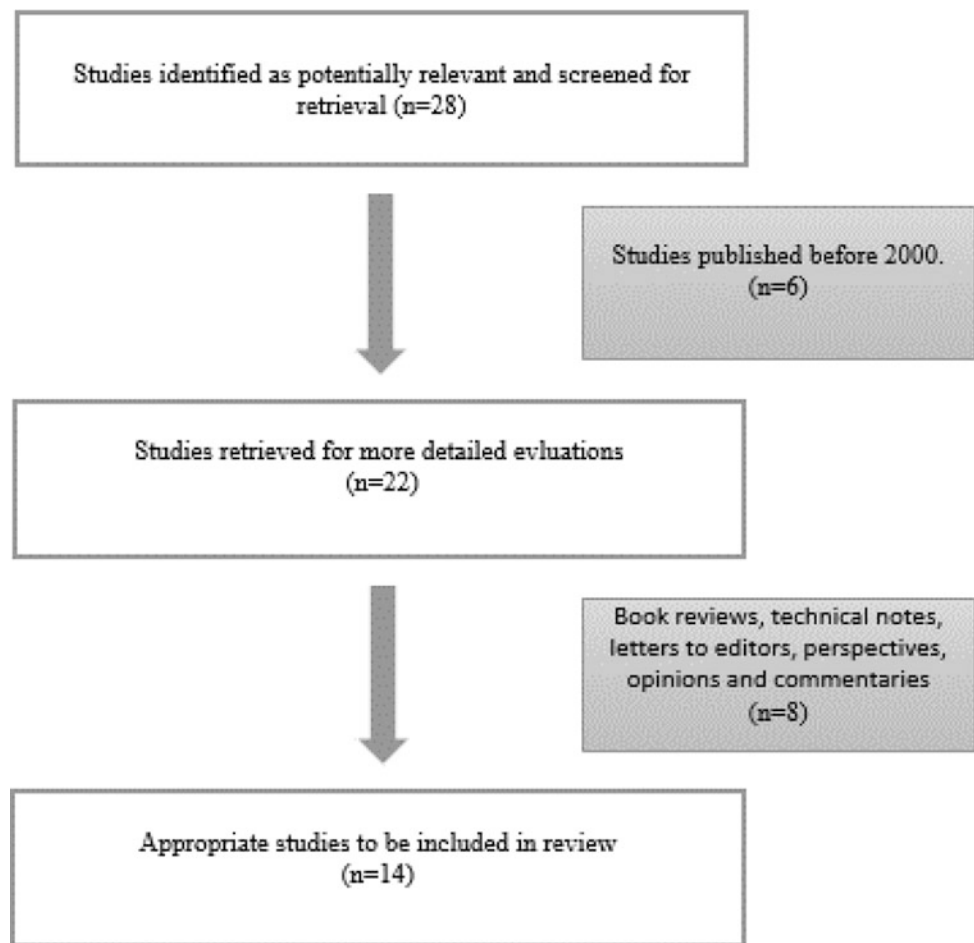 Studies identified as potentially relevant and screened for
retrieval (n=28)
Studies published before 2000.
(n=6)
Studies retrieved for more detailed evluations
(n=22)
Book reviews, technical notes,
letters to editors, perspectives,
opinions and commentaries
(n=8)
Appropriate studies to be included in review
(n=14)